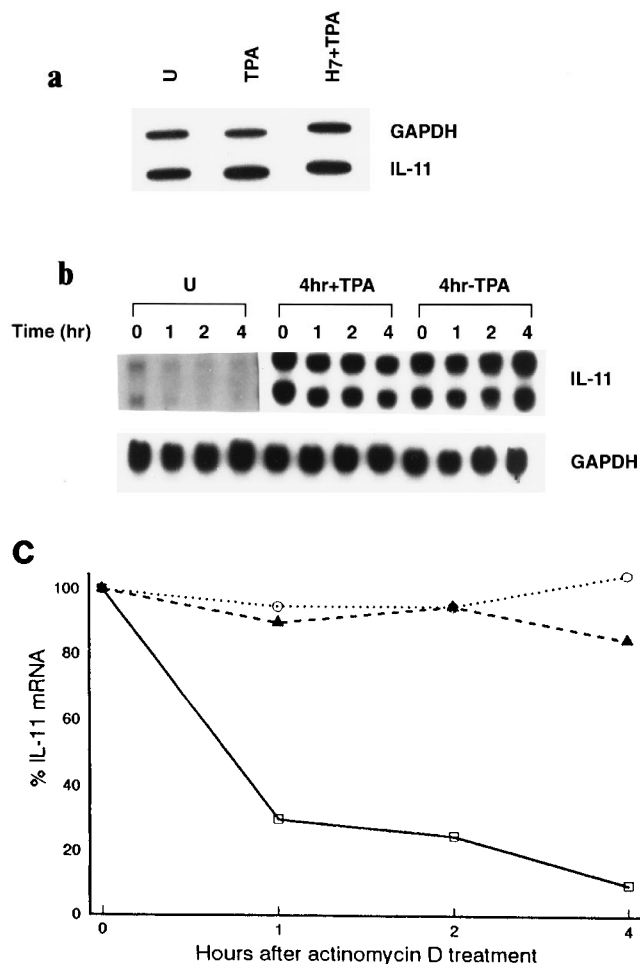 a
U
TPA
H7+TPA
GAPDH
IL-11
b
U 4hr+TPA 4hr-TPA
Time (hr) 0 1 2 4 0 1 2 4 0 1 2 4
IL-11
GAPDH
C
100
80
60
40
20
0
% IL-11 mRNA
0 1 2 4
Hours after actinomycin D treatment